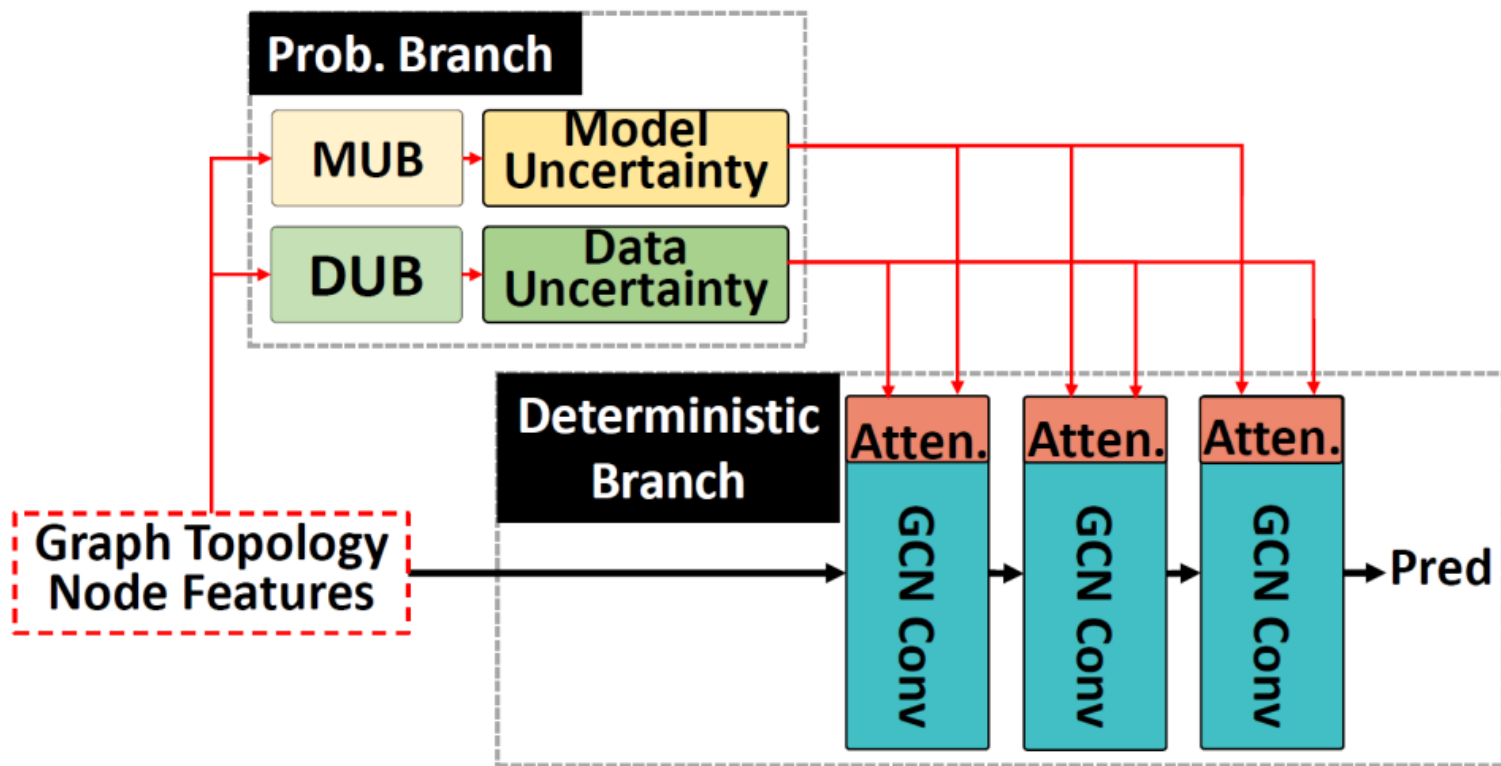 Prob. Branch
MUB
Model
Uncertainty
DUB
Data
Uncertainty
Deterministic
Branch
Atten.
Atten.
Atten.
GCN Conv
GCN Conv
GCN Conv
Graph Topology
Node Features
Pred